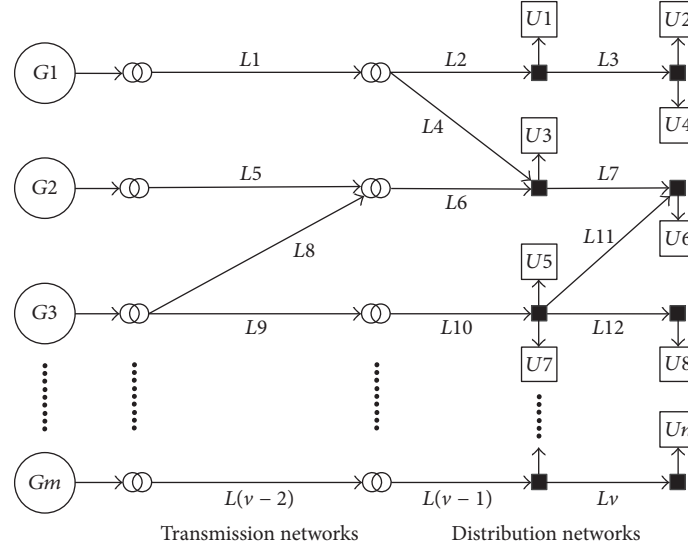 U1 U2
G1 L1 L2 L3
L4 U3 U4
G2 L5 L6 L7
L8 U5 L11 U6
G3 L9 L10 L12
U7 U8
Un
Gm L(v − 2) L(v − 1) Lv
Transmission networks Distribution networks